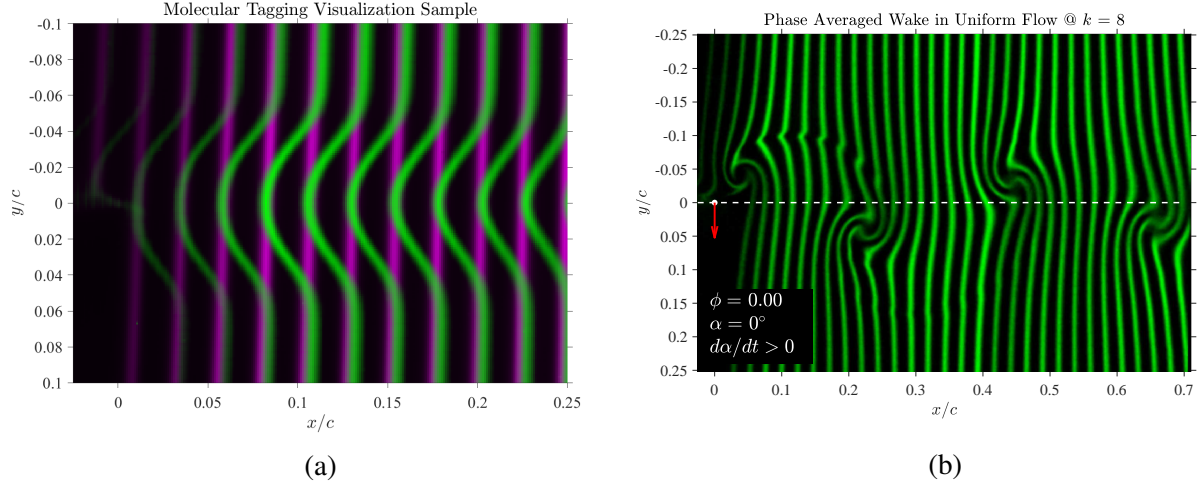 Molecular Tagging Visualization Sample
-0.1
-0.08
-0.06
-0.04
-0.02
0
0.02
0.04
0.06
0.08
0.1
y/c
0 0.05 0.1 0.15 0.2 0.25
x/c
(a)
Phase Averaged Wake in Uniform Flow @ k = 8
-0.25
-0.2
-0.15
-0.1
-0.05
0
0.05
0.1
0.15
0.2
0.25
y/c
ϕ = 0.00
α = 0°
dα/dt > 0
0 0.1 0.2 0.3 0.4 0.5 0.6 0.7
x/c
(b)